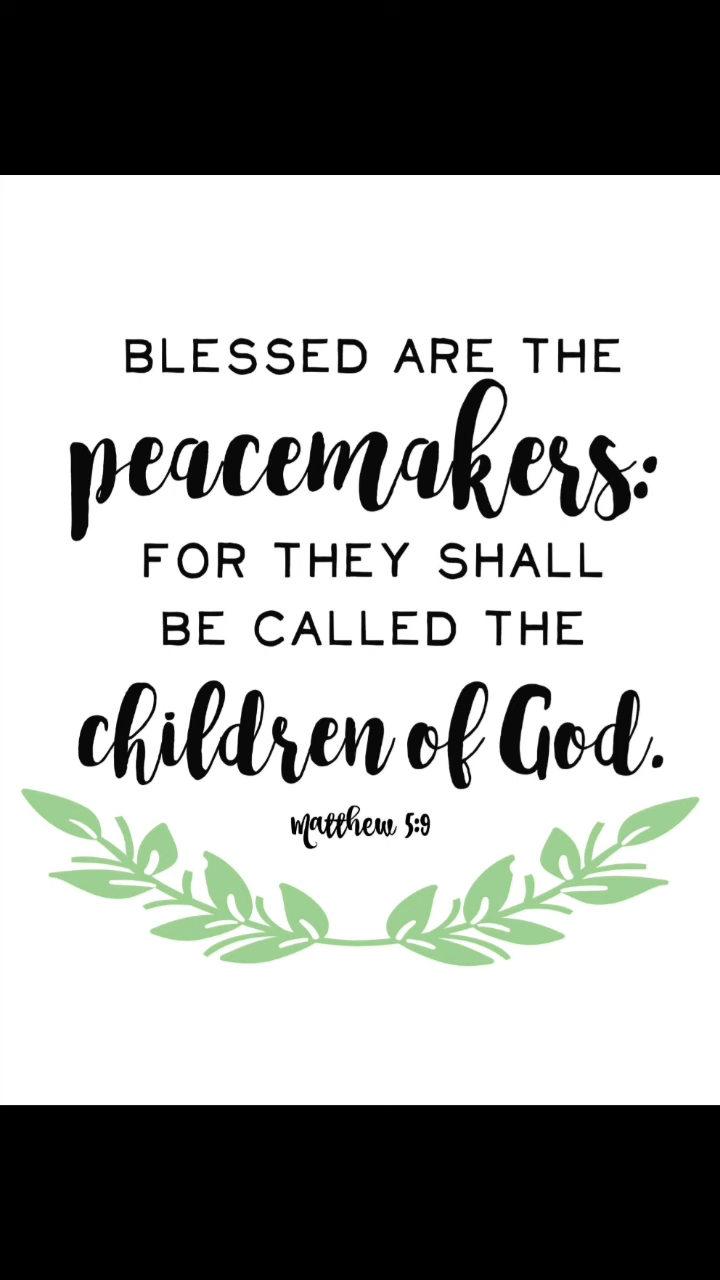 BLESSED ARE THE
peacemakers:
FOR THEY SHALL
BE CALLED THE
children of God.
matthew 5:9